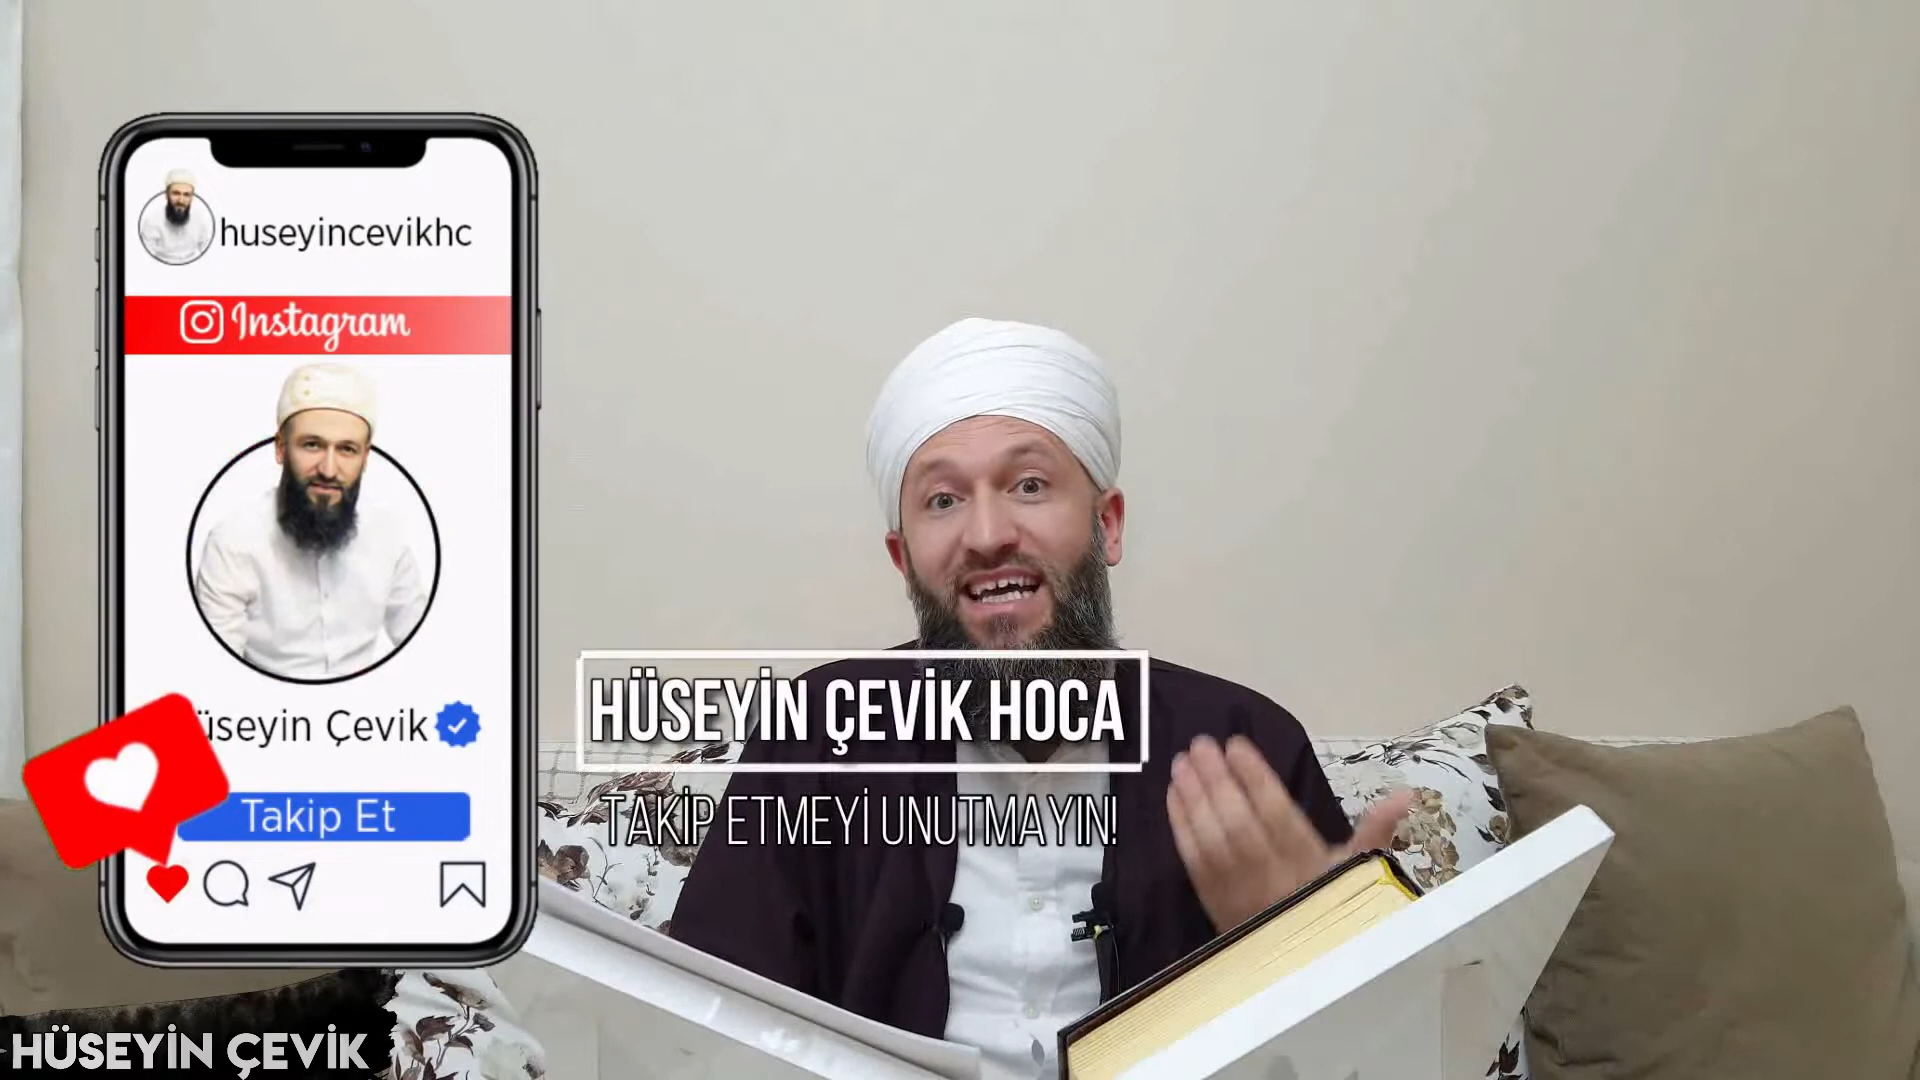 huseyincevikhc
Instagram
üseyin Çevik
Takip Et
HÜSEYİN ÇEVİK HOCA
TAKİP ETMEYİ UNUTMAYIN!
HÜSEYİN ÇEVİK